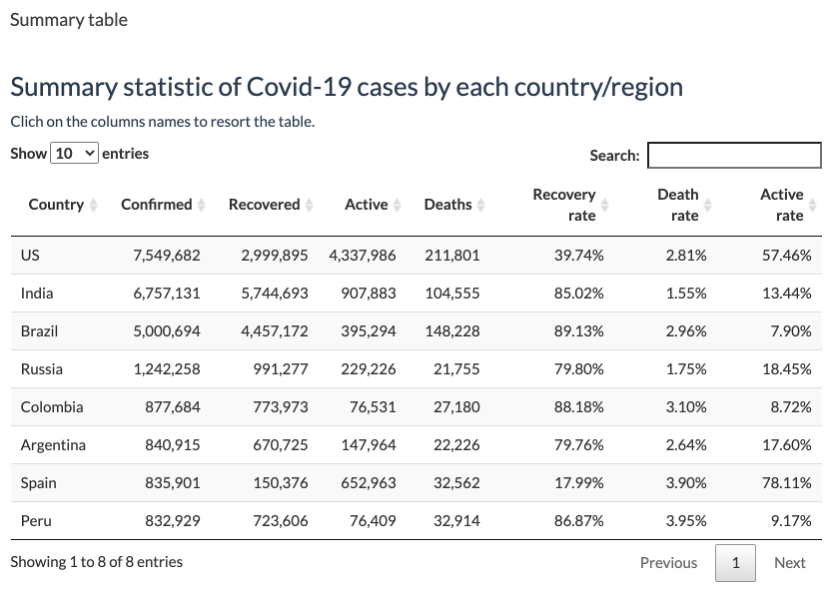 Summary table
Summary statistic of Covid-19 cases by each country/region
Clich on the columns names to resort the table.
Show 10 entries Search:
Country Confirmed Recovered Active Deaths Recovery rate Death rate Active rate
US 7,549,682 2,999,895 4,337,986 211,801 39.74% 2.81% 57.46%
India 6,757,131 5,744,693 907,883 104,555 85.02% 1.55% 13.44%
Brazil 5,000,694 4,457,172 395,294 148,228 89.13% 2.96% 7.90%
Russia 1,242,258 991,277 229,226 21,755 79.80% 1.75% 18.45%
Colombia 877,684 773,973 76,531 27,180 88.18% 3.10% 8.72%
Argentina 840,915 670,725 147,964 22,226 79.76% 2.64% 17.60%
Spain 835,901 150,376 652,963 32,562 17.99% 3.90% 78.11%
Peru 832,929 723,606 76,409 32,914 86.87% 3.95% 9.17%
Showing 1 to 8 of 8 entries Previous 1 Next